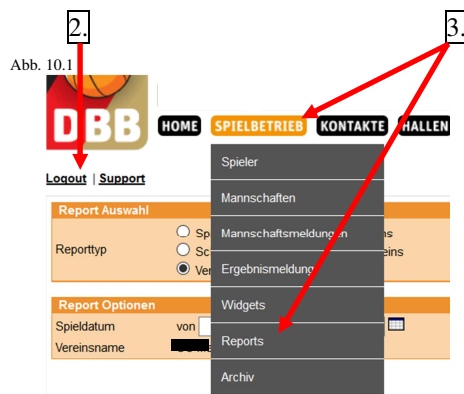 2.
3.
Abb. 10.1
DBB
HOME SPIELBETRIEB KONTAKTE HALLEN
Logout | Support
Spieler
Mannschaften
Mannschaftsmeldungen
Ergebnismeldung
Widgets
Reports
Archiv
Report Auswahl
Reporttyp
Report Optionen
Spieldatum von
Vereinsname